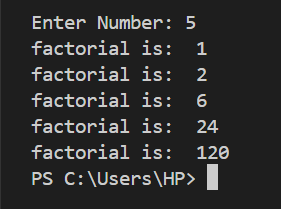 Enter Number: 5
factorial is:  1
factorial is:  2
factorial is:  6
factorial is:  24
factorial is:  120
PS C:\Users\HP>